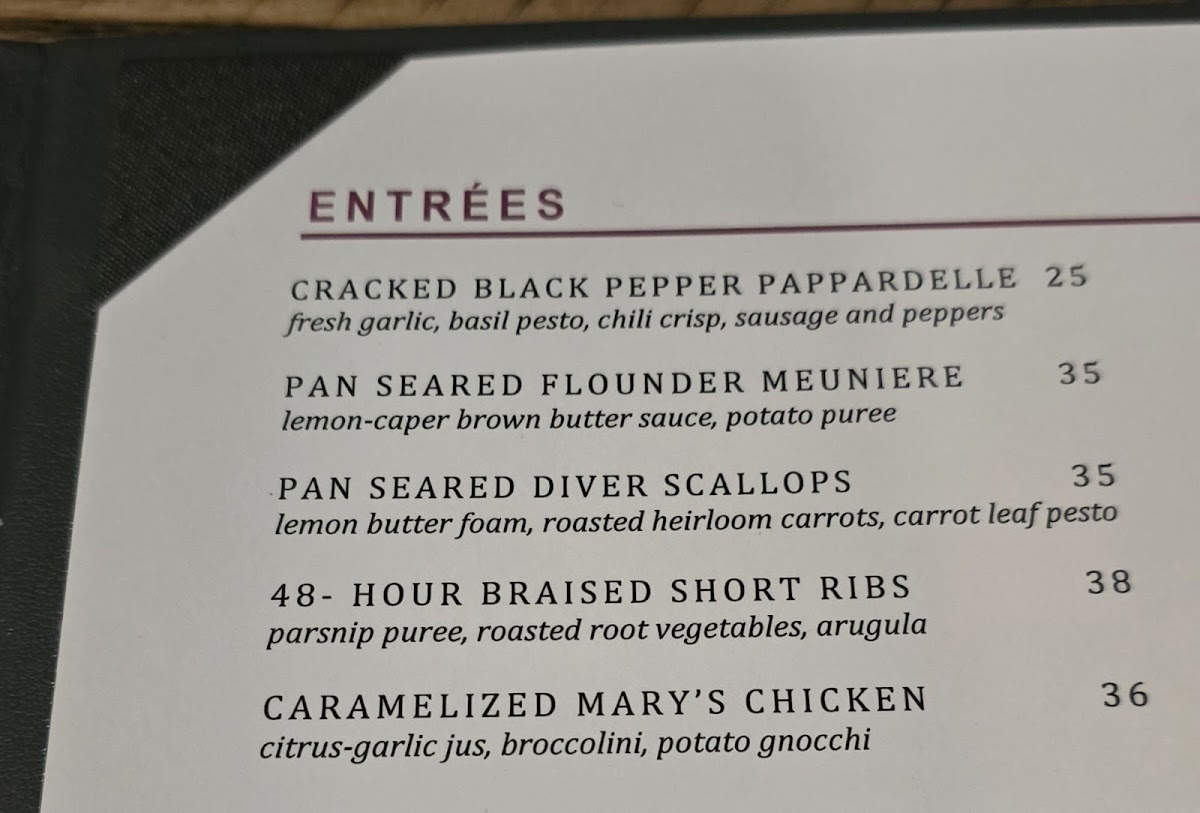 ENTRÉES
CRACKED BLACK PEPPER PAPPARDELLE 25
fresh garlic, basil pesto, chili crisp, sausage and peppers
PAN SEARED FLOUNDER MEUNIERE 35
lemon-caper brown butter sauce, potato puree
PAN SEARED DIVER SCALLOPS 35
lemon butter foam, roasted heirloom carrots, carrot leaf pesto
48- HOUR BRAISED SHORT RIBS 38
parsnip puree, roasted root vegetables, arugula
CARAMELIZED MARY’S CHICKEN 36
citrus-garlic jus, broccolini, potato gnocchi